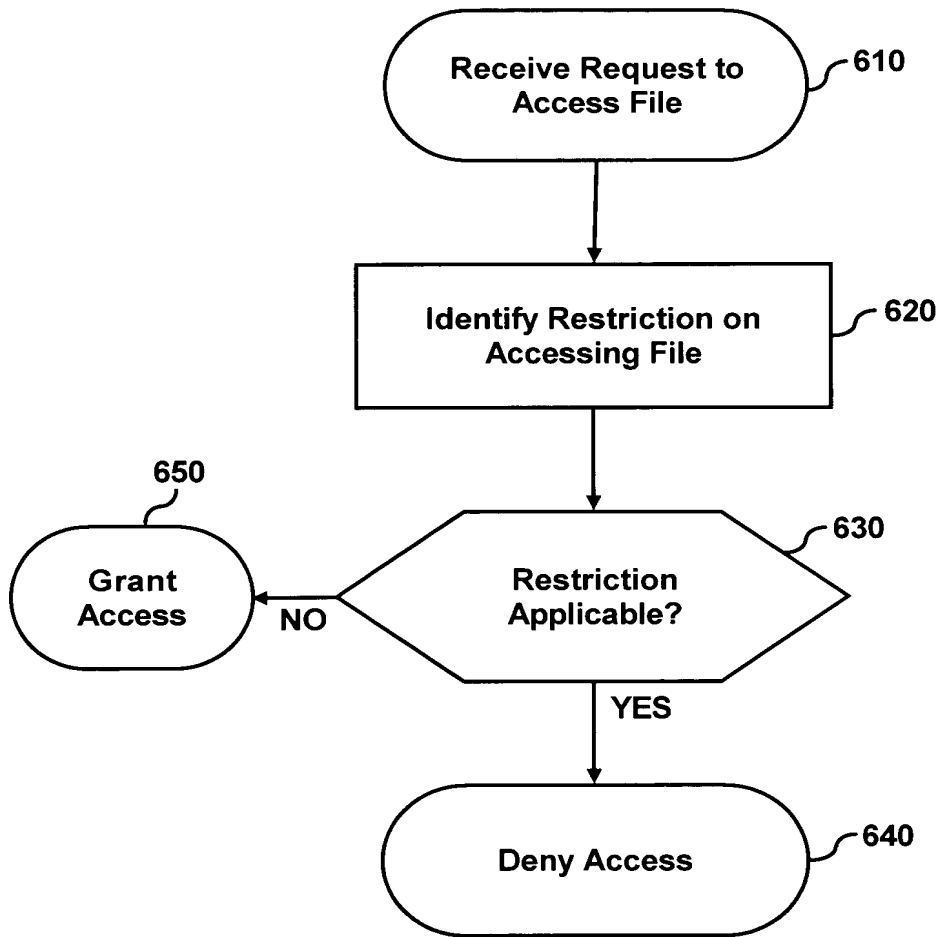 Receive Request to
Access File
610
Identify Restriction on
Accessing File
620
650
Grant
Access
NO
Restriction
Applicable?
630
YES
Deny Access
640